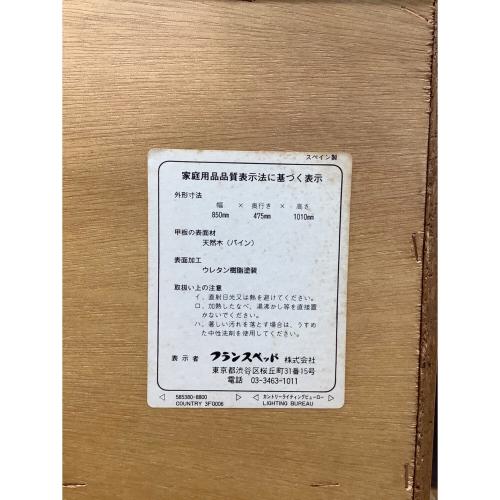 スペイン製
家庭用品品質表示法に基づく表示
外形寸法
幅 × 奥行き × 高さ
850mm 475mm 1010mm
甲板の表面材
天然木（パイン）
表面加工
ウレタン樹脂塗装
取扱い上の注意
イ．直射日光又は熱を避けてください。
ロ．加熱したなべ、湯沸かし等を直接置かないでください。
ハ．著しい汚れを落とす場合は、うすめた中性洗剤を使用してください。
表示者 フランスベッド 株式会社
東京都渋谷区桜丘町31番15号
電話 03-3463-1011
◁ 585380-8800 ▷ ◁ カントリーライティングビューロー ▷
COUNTRY 3F0006 LIGHTING BUREAU